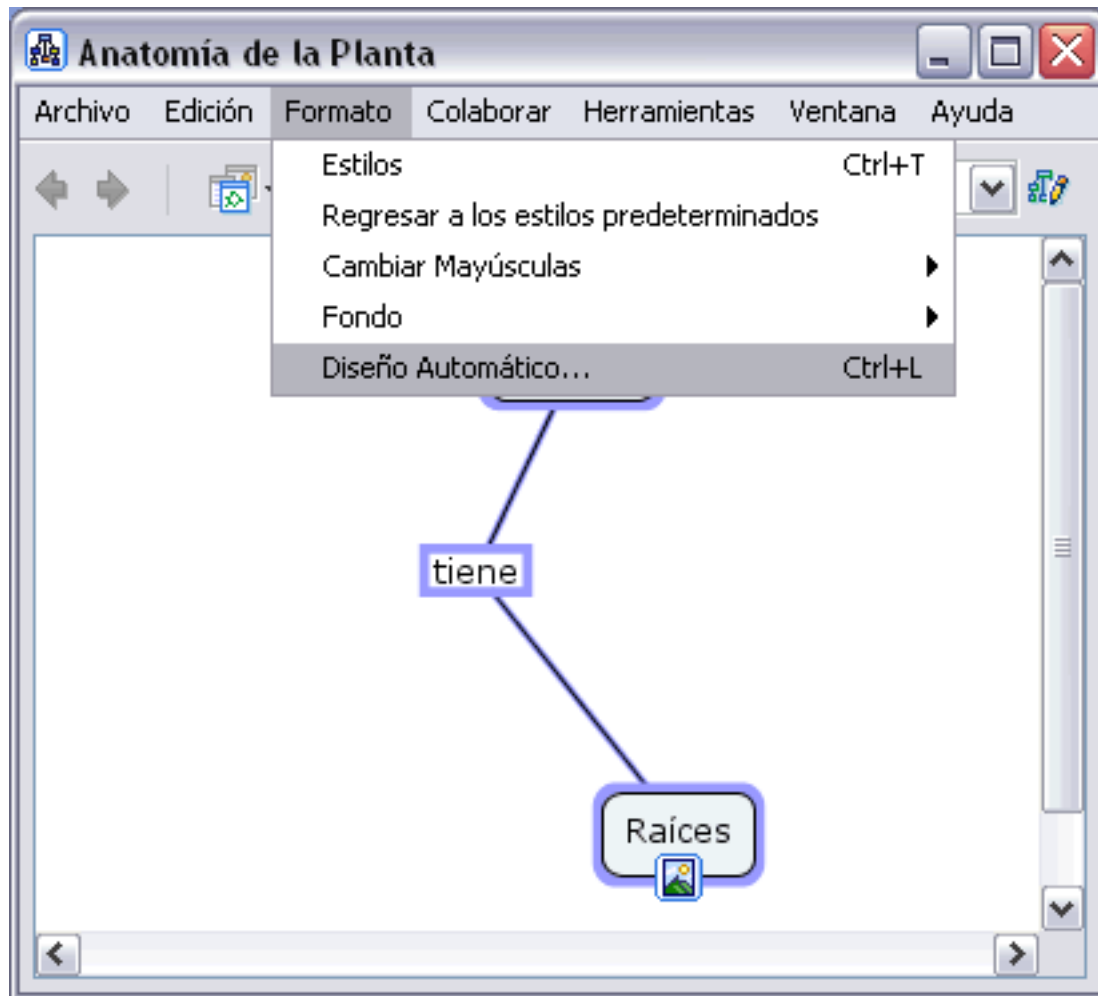 Anatomía de la Planta
Archivo Edición Formato Colaborar Herramientas Ventana Ayuda
Estilos Ctrl+T
Regresar a los estilos predeterminados
Cambiar Mayúsculas
Fondo
Diseño Automático... Ctrl+L
tiene
Raíces